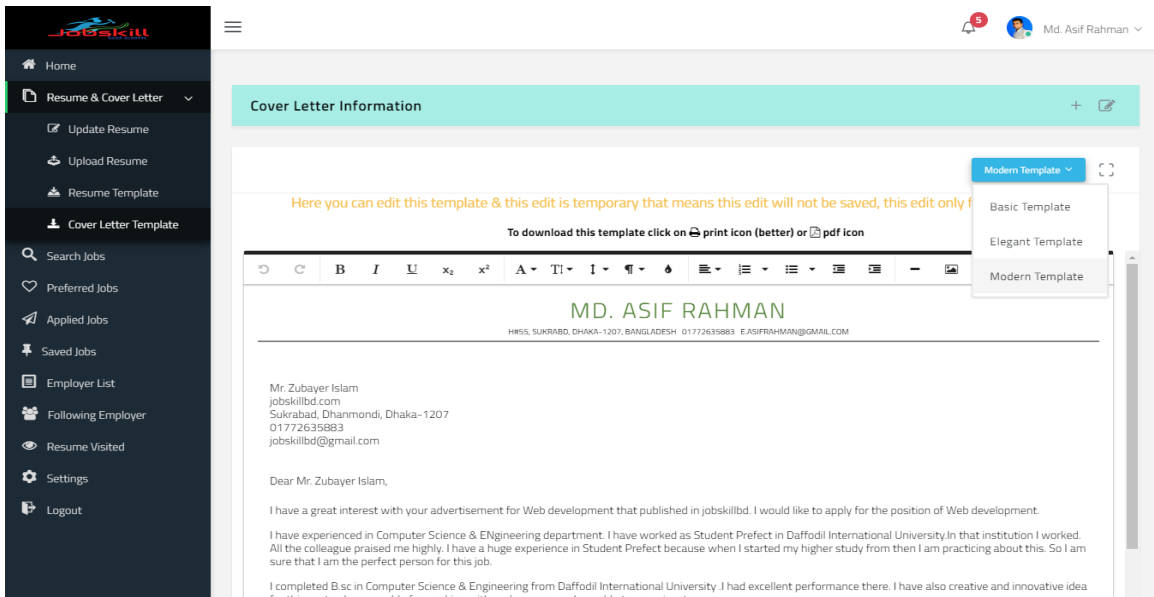 Jobskill
bd.com
5
Md. Asif Rahman
Home
Resume & Cover Letter
Update Resume
Upload Resume
Resume Template
Cover Letter Template
Search Jobs
Preferred Jobs
Applied Jobs
Saved Jobs
Employer List
Following Employer
Resume Visited
Settings
Logout
Cover Letter Information
Modern Template
Basic Template
Elegant Template
Modern Template
Here you can edit this template & this edit is temporary that means this edit will not be saved, this edit only f
To download this template click on print icon (better) or pdf icon
B I U x₂ x² A T!
MD. ASIF RAHMAN
H#55, SUKRABD, DHAKA-1207, BANGLADESH 01772635883 E.ASIFRAHMAN@GMAIL.COM
Mr. Zubayer Islam
jobskillbd.com
Sukrabad, Dhanmondi, Dhaka-1207
01772635883
jobskillbd@gmail.com
Dear Mr. Zubayer Islam,
I have a great interest with your advertisement for Web development that published in jobskillbd. I would like to apply for the position of Web development.
I have experienced in Computer Science & ENgineering department. I have worked as Student Prefect in Daffodil International University.In that institution I worked.
All the colleague praised me highly. I have a huge experience in Student Prefect because when I started my higher study from then I am practicing about this. So I am
sure that I am the perfect person for this job.
I completed B.sc in Computer Science & Engineering from Daffodil International University .I had excellent performance there. I have also creative and innovative idea